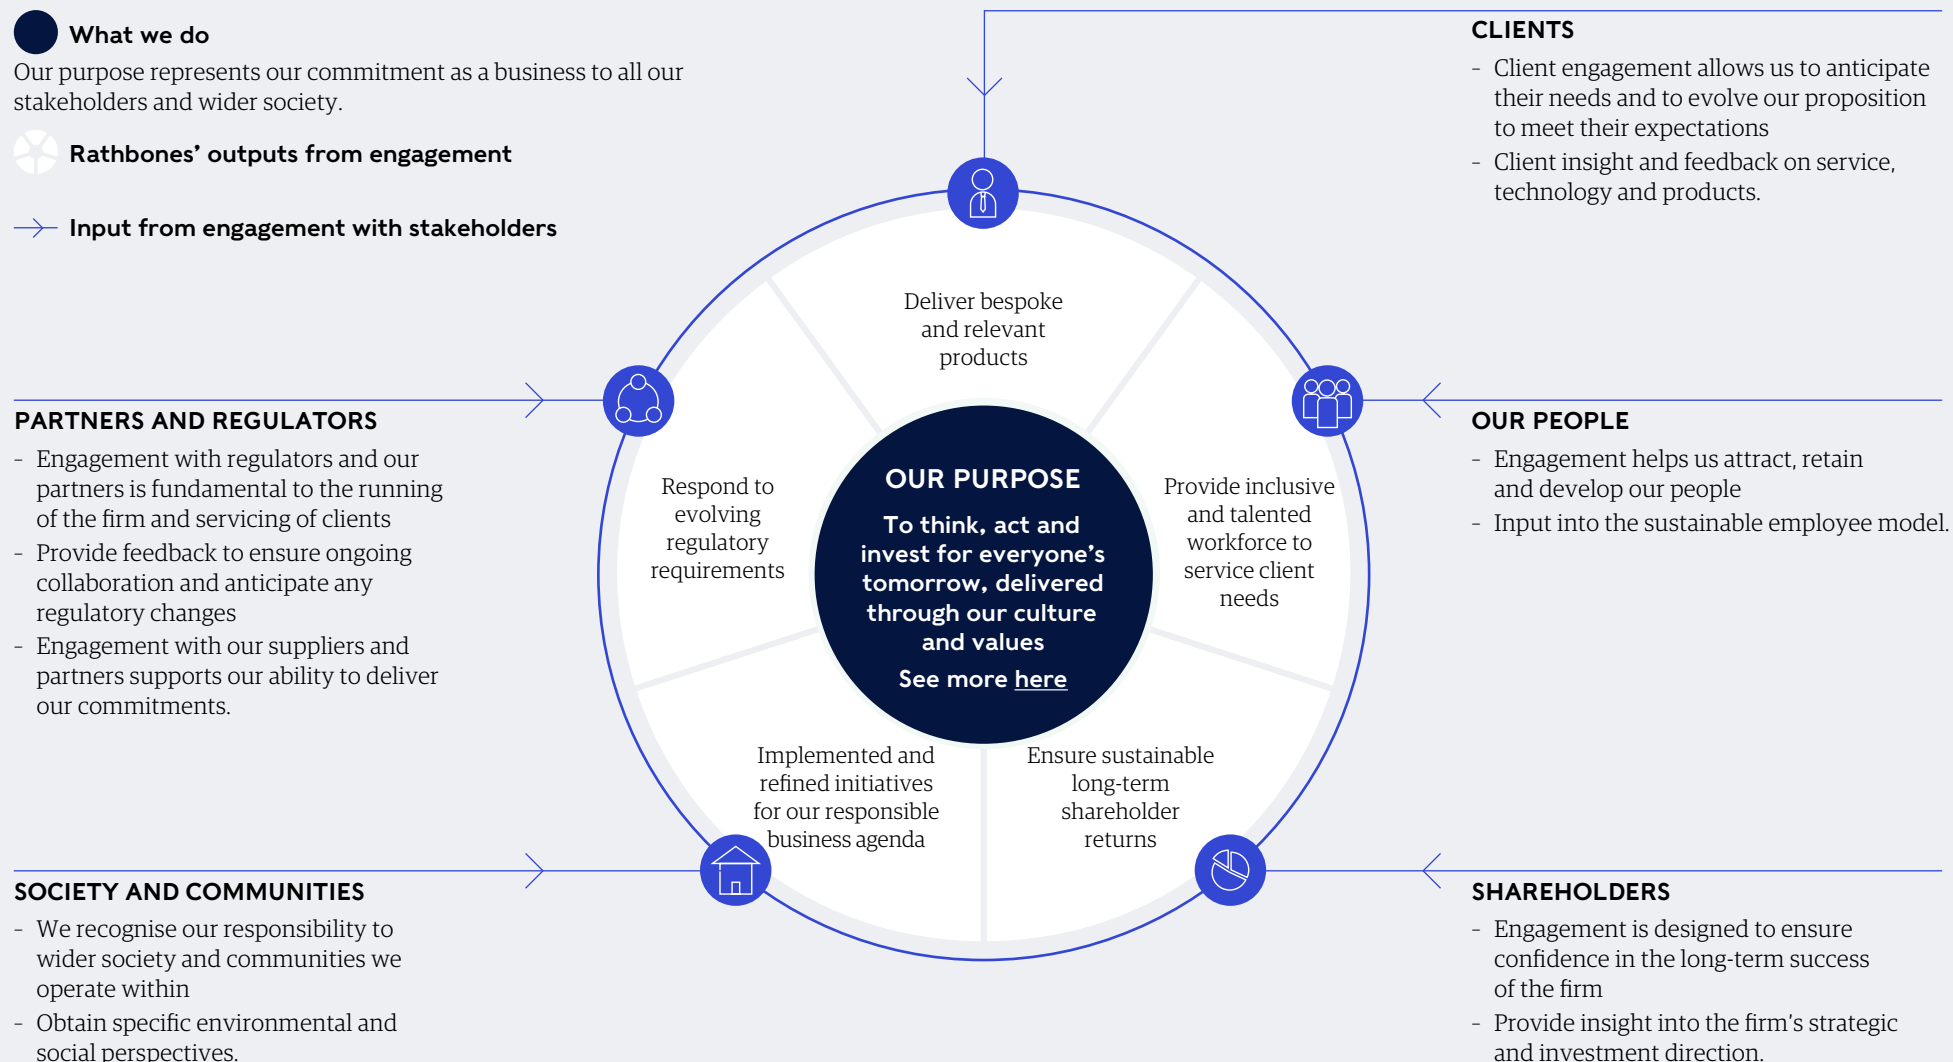 What we do
Our purpose represents our commitment as a business to all our
stakeholders and wider society.
Rathbones’ outputs from engagement
Input from engagement with stakeholders
CLIENTS
- Client engagement allows us to anticipate
their needs and to evolve our proposition
to meet their expectations
- Client insight and feedback on service,
technology and products.
PARTNERS AND REGULATORS
- Engagement with regulators and our
partners is fundamental to the running
of the firm and servicing of clients
- Provide feedback to ensure ongoing
collaboration and anticipate any
regulatory changes
- Engagement with our suppliers and
partners supports our ability to deliver
our commitments.
Deliver bespoke
and relevant
products
Respond to
evolving
regulatory
requirements
OUR PURPOSE
To think, act and
invest for everyone’s
tomorrow, delivered
through our culture
and values
See more here
Provide inclusive
and talented
workforce to
service client
needs
Implemented and
refined initiatives
for our responsible
business agenda
Ensure sustainable
long-term
shareholder
returns
OUR PEOPLE
- Engagement helps us attract, retain
and develop our people
- Input into the sustainable employee model.
SOCIETY AND COMMUNITIES
- We recognise our responsibility to
wider society and communities we
operate within
- Obtain specific environmental and
social perspectives.
SHAREHOLDERS
- Engagement is designed to ensure
confidence in the long-term success
of the firm
- Provide insight into the firm’s strategic
and investment direction.